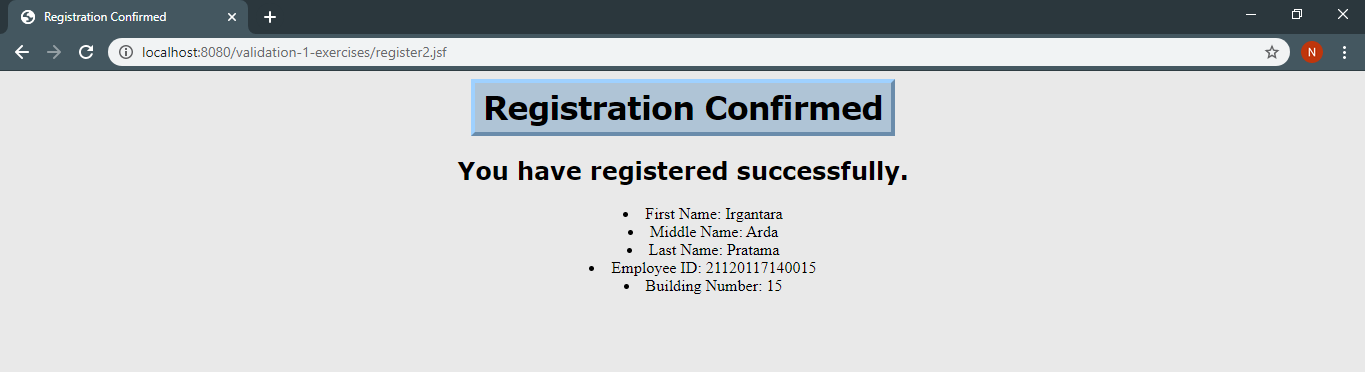 Registration Confirmed
localhost:8080/validation-1-exercises/register2.jsf
N
Registration Confirmed
You have registered successfully.
• First Name: Irgantara
• Middle Name: Arda
• Last Name: Pratama
• Employee ID: 21120117140015
• Building Number: 15